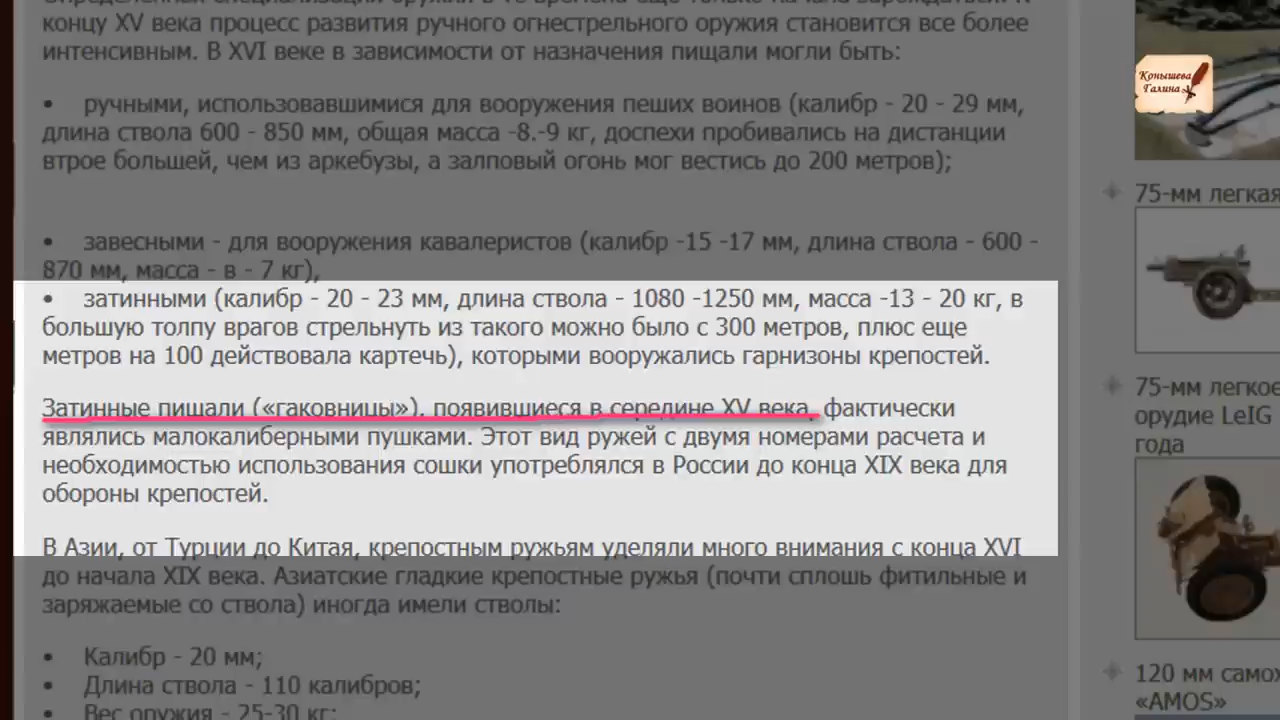 концу XV века процесс развития ручного огнестрельного оружия становится все более
интенсивным. В XVI веке в зависимости от назначения пищали могли быть:
• ручными, использовавшимися для вооружения пеших воинов (калибр - 20 - 29 мм,
длина ствола 600 - 850 мм, общая масса -8.-9 кг, доспехи пробивались на дистанции
втрое большей, чем из аркебузы, а залповый огонь мог вестись до 200 метров);
• завесными - для вооружения кавалеристов (калибр -15 -17 мм, длина ствола - 600 -
870 мм, масса - в - 7 кг),
• затинными (калибр - 20 - 23 мм, длина ствола - 1080 -1250 мм, масса -13 - 20 кг, в
большую толпу врагов стрельнуть из такого можно было с 300 метров, плюс еще
метров на 100 действовала картечь), которыми вооружались гарнизоны крепостей.
Затинные пищали («гаковницы»), появившиеся в середине XV века, фактически
являлись малокалиберными пушками. Этот вид ружей с двумя номерами расчета и
необходимостью использования сошки употреблялся в России до конца XIX века для
обороны крепостей.
В Азии, от Турции до Китая, крепостным ружьям уделяли много внимания с конца XVI
до начала XIX века. Азиатские гладкие крепостные ружья (почти сплошь фитильные и
заряжаемые со ствола) иногда имели стволы:
• Калибр - 20 мм;
• Длина ствола - 110 калибров;
• Вес оружия - 25-30 кг;
Конышева
Галина
75-мм легкая
75-мм легкое
орудие LeIG
года
120 мм самох
«AMOS»